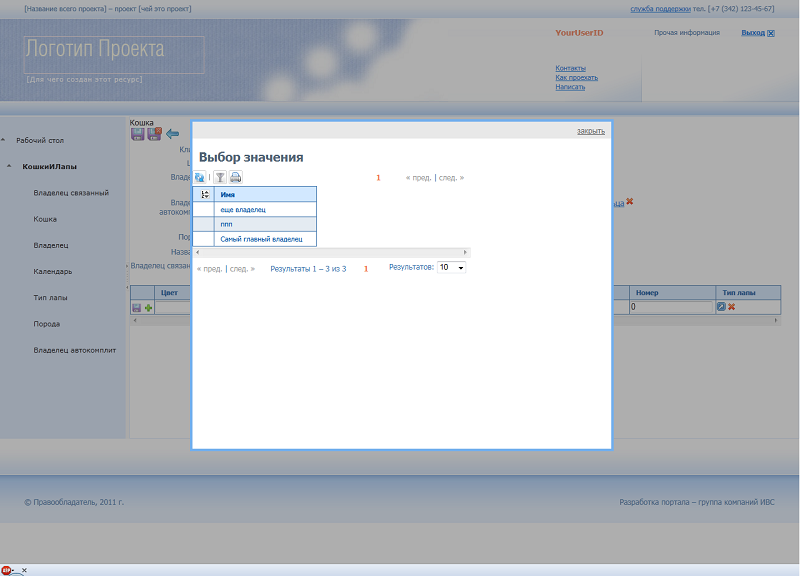 [Название всего проекта] – проект [чей это проект]
служба поддержки тел. [+7 (342) 123-45-67]
Логотип Проекта
[Для чего создан этот ресурс]
YourUserID
Прочая информация
Выход
Контакты
Как проехать
Написать
Рабочий стол
КошкиИЛапы
Владелец связанный
Кошка
Владелец
Календарь
Тип лапы
Порода
Владелец автокомплит
Кошка
Владе
Владе
автоком
Пор
Назва
Владелец связан
Цвет
Номер
Тип лапы
0
закрыть
Выбор значения
1
« пред. | след. »
Имя
еще владелец
ппп
Самый главный владелец
« пред. | след. »
Результаты 1 – 3 из 3
1
Результатов:
10
© Правообладатель, 2011 г.
Разработка портала – группа компаний ИВС
ABP